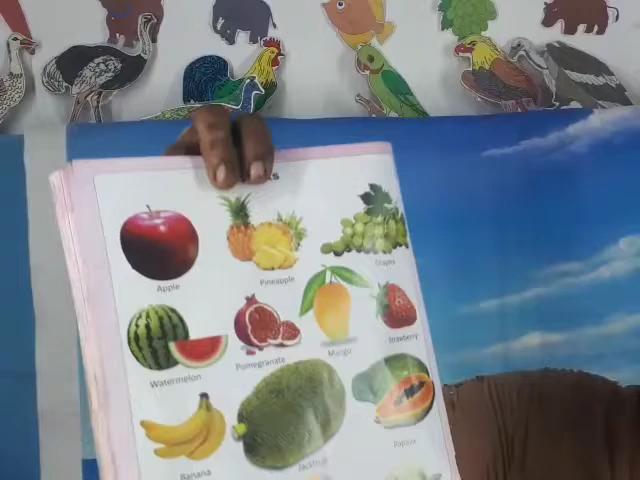 Apple
Pineapple
Grapes
Watermelon
Pomegranate
Mango
Strawberry
Banana
Jackfruit
Papaya